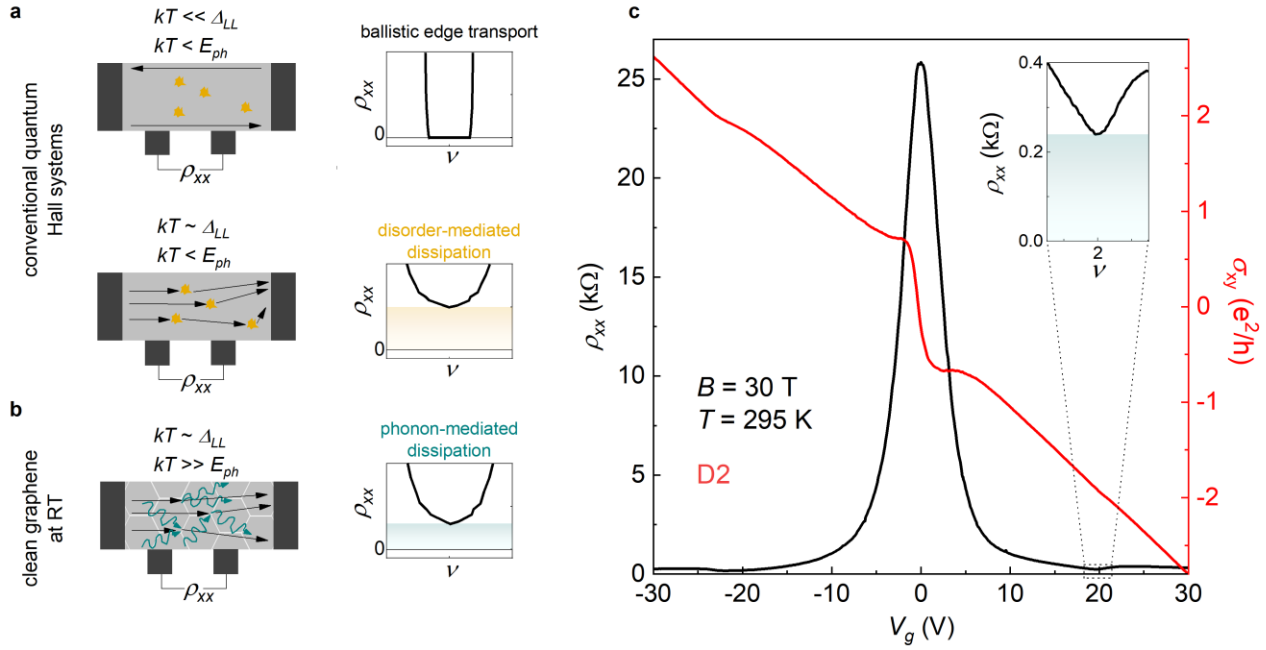 a
conventional quantum
Hall systems
kT << Δ_LL
kT < E_ph
ρ_xx
ballistic edge transport
ρ_xx
0
ν
kT ~ Δ_LL
kT < E_ph
ρ_xx
disorder-mediated
dissipation
ρ_xx
0
ν
b
clean graphene
at RT
kT ~ Δ_LL
kT >> E_ph
ρ_xx
phonon-mediated
dissipation
ρ_xx
0
ν
c
ρ_xx (kΩ)
25
20
15
10
5
0
-30
-20
-10
0
10
20
30
V_g (V)
σ_xy (e²/h)
2
1
0
-1
-2
B = 30 T
T = 295 K
D2
ρ_xx (kΩ)
0.4
0.2
0.0
2
ν